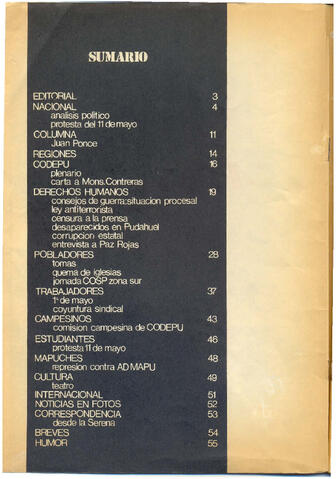 SUMARIO
EDITORIAL 3
NACIONAL 4
analisis politico
protesta del 11 de mayo
COLUMNA 11
Juan Ponce
REGIONES 14
CODEPU 16
plenario
carta a Mons. Contreras
DERECHOS HUMANOS 19
consejos de guerra: situacion procesal
ley antiterrorista
censura a la prensa
desaparecidos en Pudahuel
corrupcion estatal
entrevista a Paz Rojas
POBLADORES 28
tomas
quema de iglesias
jornada COSP zona sur
TRABAJADORES 37
1º de mayo
coyuntura sindical
CAMPESINOS 43
comision campesina de CODEPU
ESTUDIANTES 46
protesta 11 de mayo
MAPUCHES 48
represion contra AD MAPU
CULTURA 49
teatro
INTERNACIONAL 51
NOTICIAS EN FOTOS 52
CORRESPONDENCIA 53
desde la Serena
BREVES 54
HUMOR 55